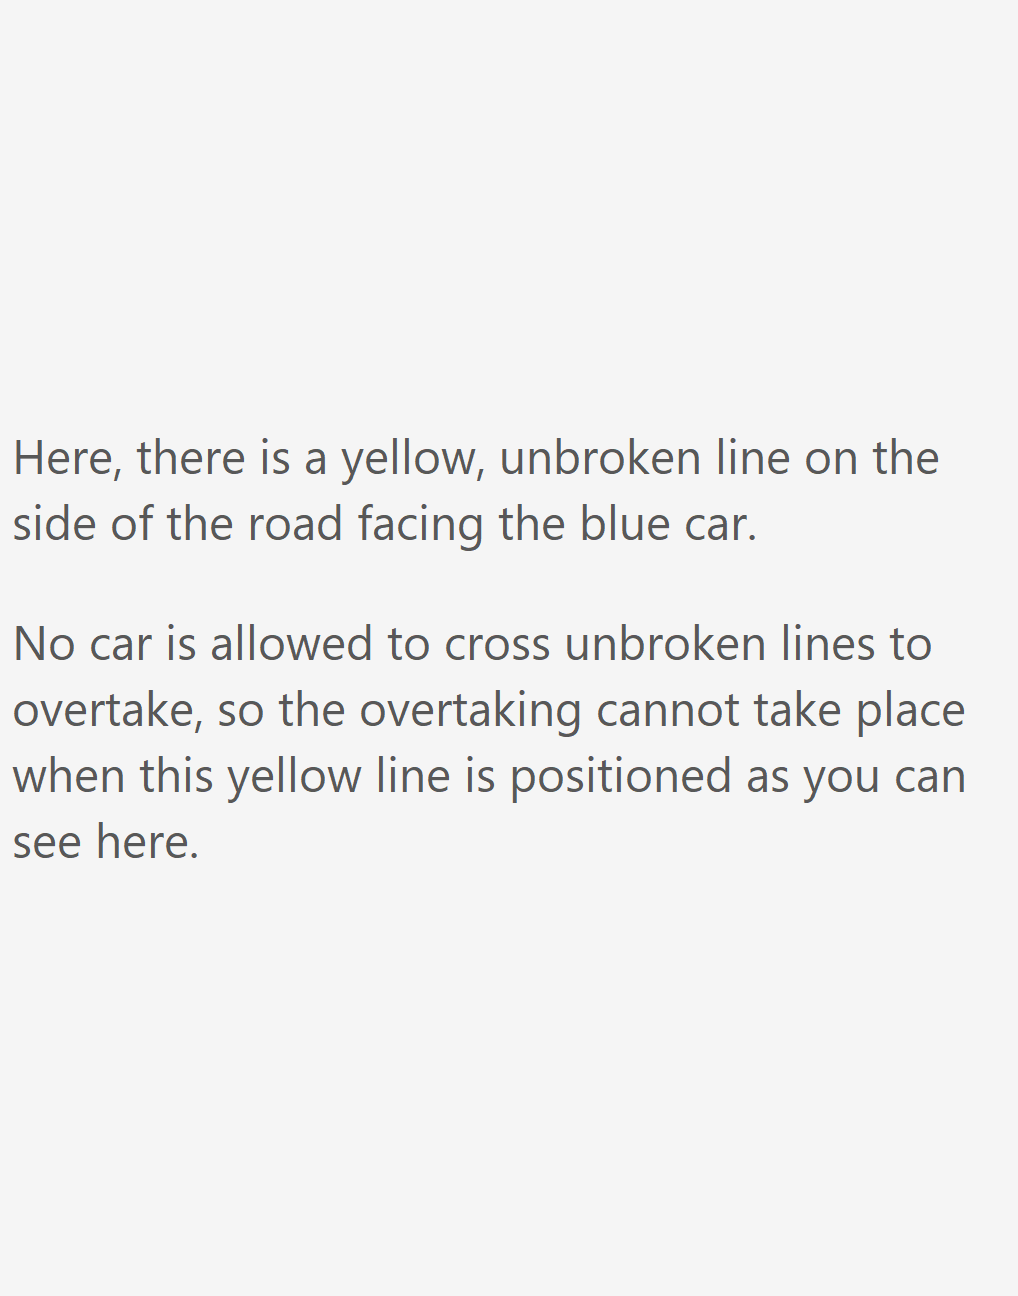 Here, there is a yellow, unbroken line on the
side of the road facing the blue car.
No car is allowed to cross unbroken lines to
overtake, so the overtaking cannot take place
when this yellow line is positioned as you can
see here.